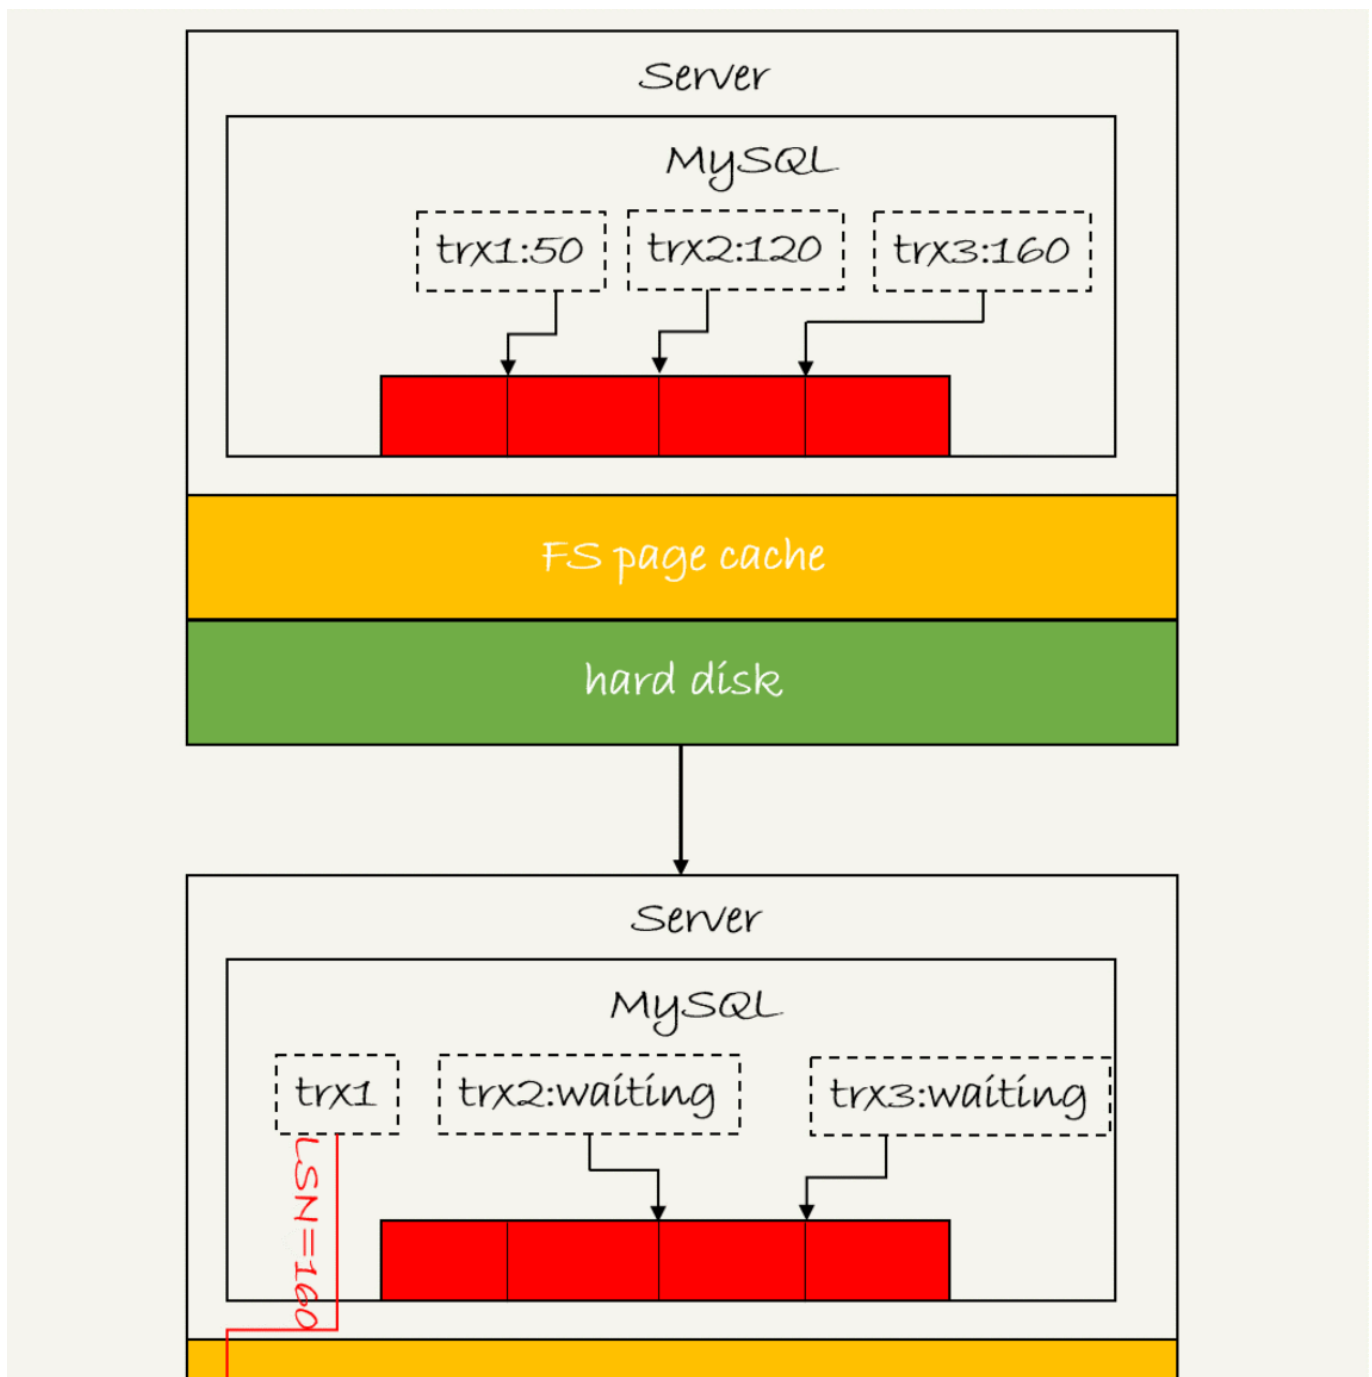 Server
MySQL
trx1:50
trx2:120
trx3:160
FS page cache
hard disk
Server
MySQL
trx1
trx2:waiting
trx3:waiting
LSN=160